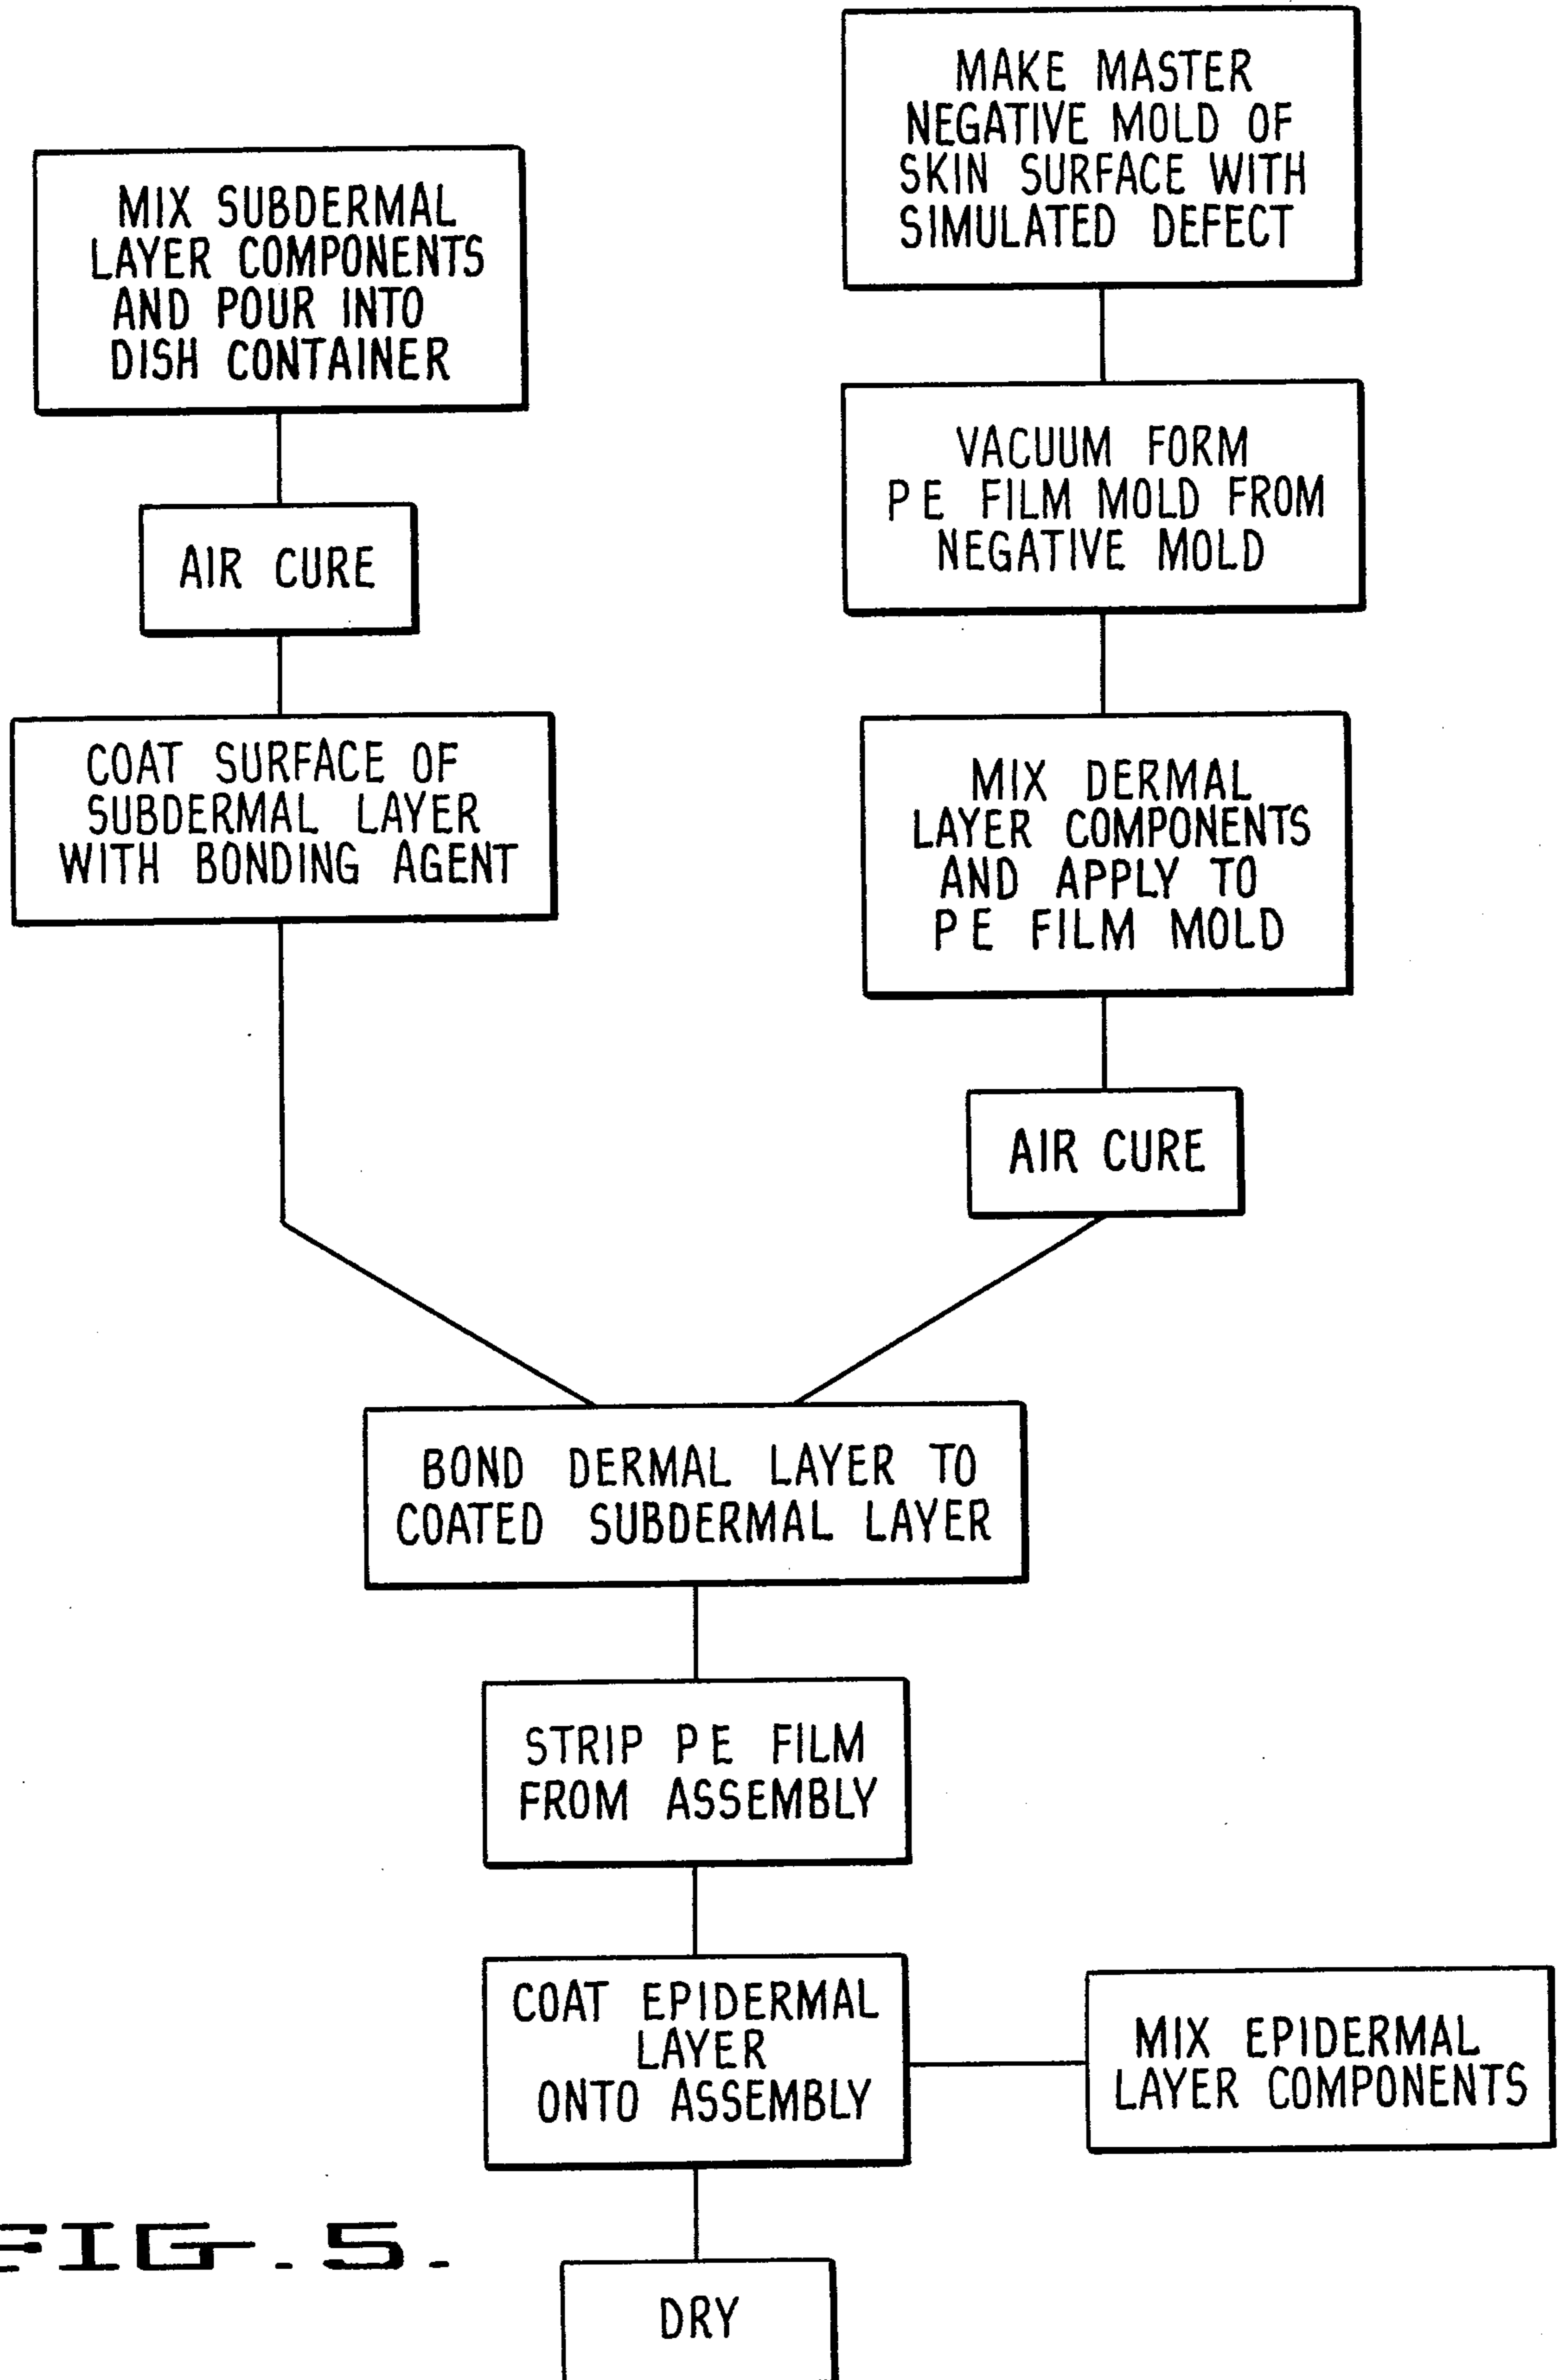 MIX SUBDERMAL
LAYER COMPONENTS
AND POUR INTO
DISH CONTAINER
AIR CURE
COAT SURFACE OF
SUBDERMAL LAYER
WITH BONDING AGENT
MAKE MASTER
NEGATIVE MOLD OF
SKIN SURFACE WITH
SIMULATED DEFECT
VACUUM FORM
PE FILM MOLD FROM
NEGATIVE MOLD
MIX DERMAL
LAYER COMPONENTS
AND APPLY TO
PE FILM MOLD
AIR CURE
BOND DERMAL LAYER TO
COATED SUBDERMAL LAYER
STRIP PE FILM
FROM ASSEMBLY
COAT EPIDERMAL
LAYER
ONTO ASSEMBLY
MIX EPIDERMAL
LAYER COMPONENTS
DRY
FIG. 5.